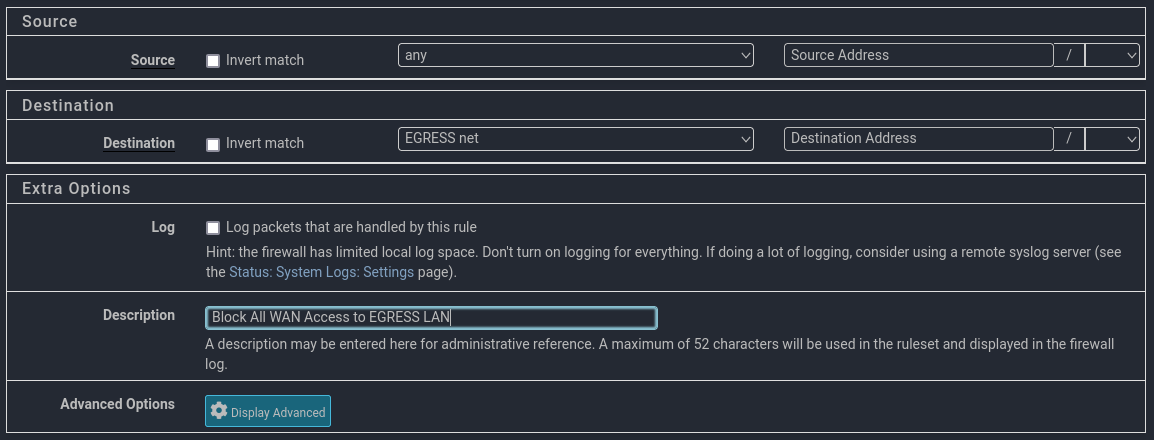 Source
Source Invert match any Source Address /
Destination
Destination Invert match EGRESS net Destination Address /
Extra Options
Log Log packets that are handled by this rule
Hint: the firewall has limited local log space. Don't turn on logging for everything. If doing a lot of logging, consider using a remote syslog server (see
the Status: System Logs: Settings page).
Description Block All WAN Access to EGRESS LAN
A description may be entered here for administrative reference. A maximum of 52 characters will be used in the ruleset and displayed in the firewall
log.
Advanced Options Display Advanced